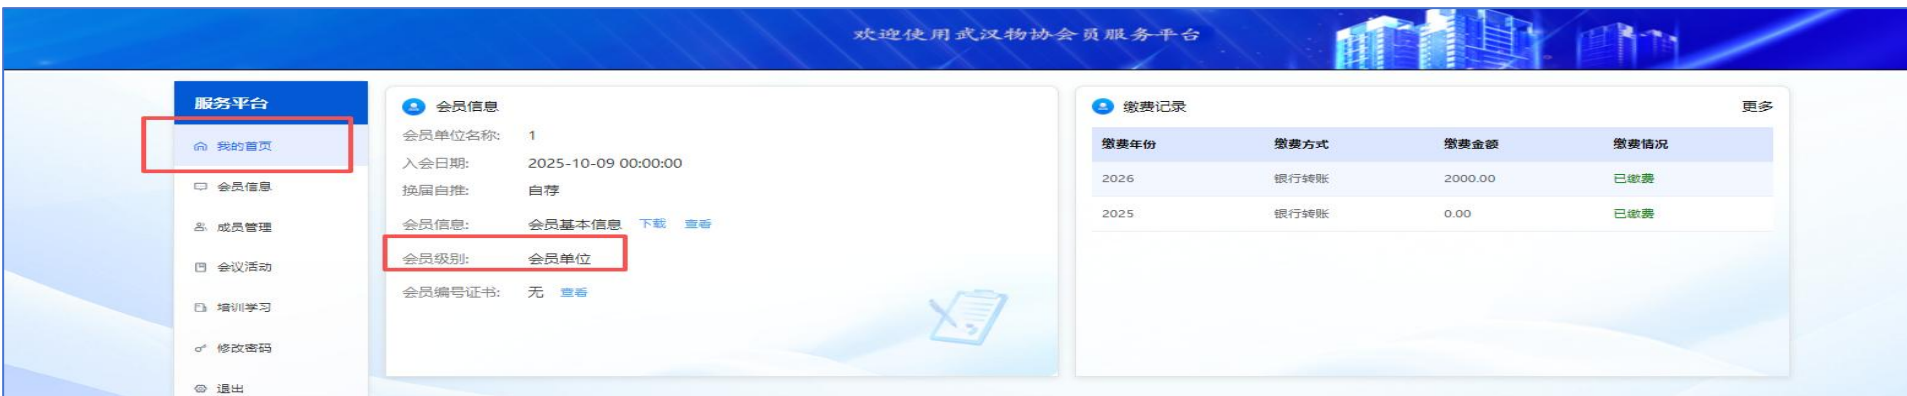 欢迎使用武汉物协会员服务平台
服务平台
我的首页
会员信息
成员管理
会议活动
培训学习
修改密码
退出
会员信息
会员单位名称: 1
入会日期: 2025-10-09 00:00:00
换届自推: 自荐
会员信息: 会员基本信息 下载 查看
会员级别: 会员单位
会员编号证书: 无 查看
缴费记录 更多
缴费年份 缴费方式 缴费金额 缴费情况
2026 银行转账 2000.00 已缴费
2025 银行转账 0.00 已缴费